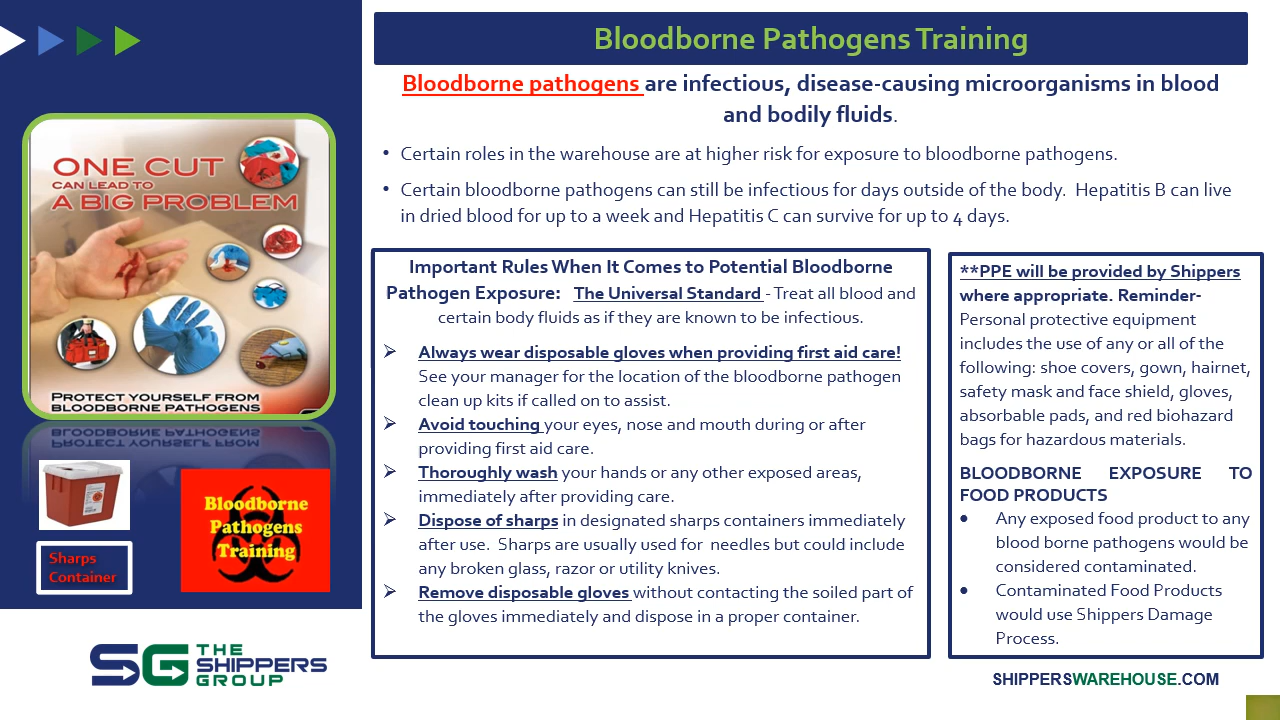 Bloodborne Pathogens Training
Bloodborne pathogens are infectious, disease-causing microorganisms in blood
and bodily fluids.
• Certain roles in the warehouse are at higher risk for exposure to bloodborne pathogens.
• Certain bloodborne pathogens can still be infectious for days outside of the body.  Hepatitis B can live
in dried blood for up to a week and Hepatitis C can survive for up to 4 days.
ONE CUT
CAN LEAD TO
A BIG PROBLEM
PROTECT YOURSELF FROM
BLOODBORNE PATHOGENS
Sharps
Container
Bloodborne
Pathogens
Training
Important Rules When It Comes to Potential Bloodborne
Pathogen Exposure:   The Universal Standard - Treat all blood and
certain body fluids as if they are known to be infectious.
➢ Always wear disposable gloves when providing first aid care!
See your manager for the location of the bloodborne pathogen
clean up kits if called on to assist.
➢ Avoid touching your eyes, nose and mouth during or after
providing first aid care.
➢ Thoroughly wash your hands or any other exposed areas,
immediately after providing care.
➢ Dispose of sharps in designated sharps containers immediately
after use.  Sharps are usually used for  needles but could include
any broken glass, razor or utility knives.
➢ Remove disposable gloves without contacting the soiled part of
the gloves immediately and dispose in a proper container.
**PPE will be provided by Shippers
where appropriate. Reminder-
Personal protective equipment
includes the use of any or all of the
following: shoe covers, gown, hairnet,
safety mask and face shield, gloves,
absorbable pads, and red biohazard
bags for hazardous materials.
BLOODBORNE EXPOSURE TO
FOOD PRODUCTS
● Any exposed food product to any
blood borne pathogens would be
considered contaminated.
● Contaminated Food Products
would use Shippers Damage
Process.
SG THE
SHIPPERS
GROUP
SHIPPERSWAREHOUSE.COM